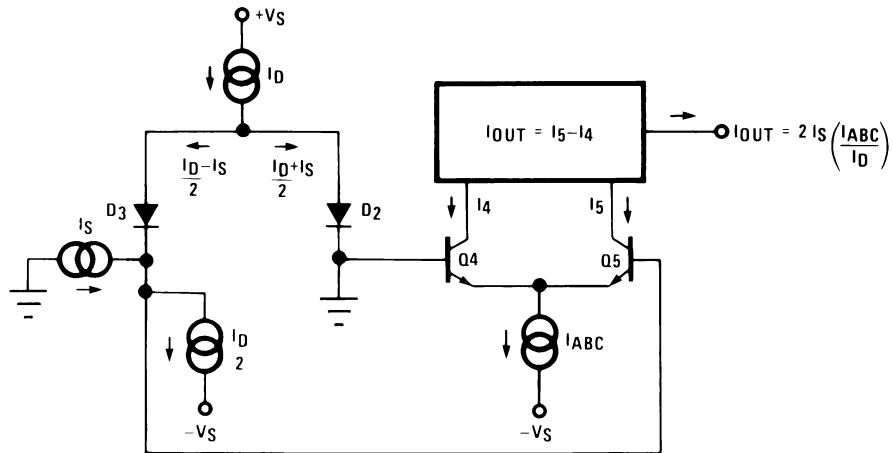 +VS
ID
IOUT = I5–I4
IOUT = 2 IS (IABC/ID)
ID/2 –IS
ID/2 +IS
D3
D2
I4
I5
IS
Q4
Q5
ID/2
IABC
–VS
–VS